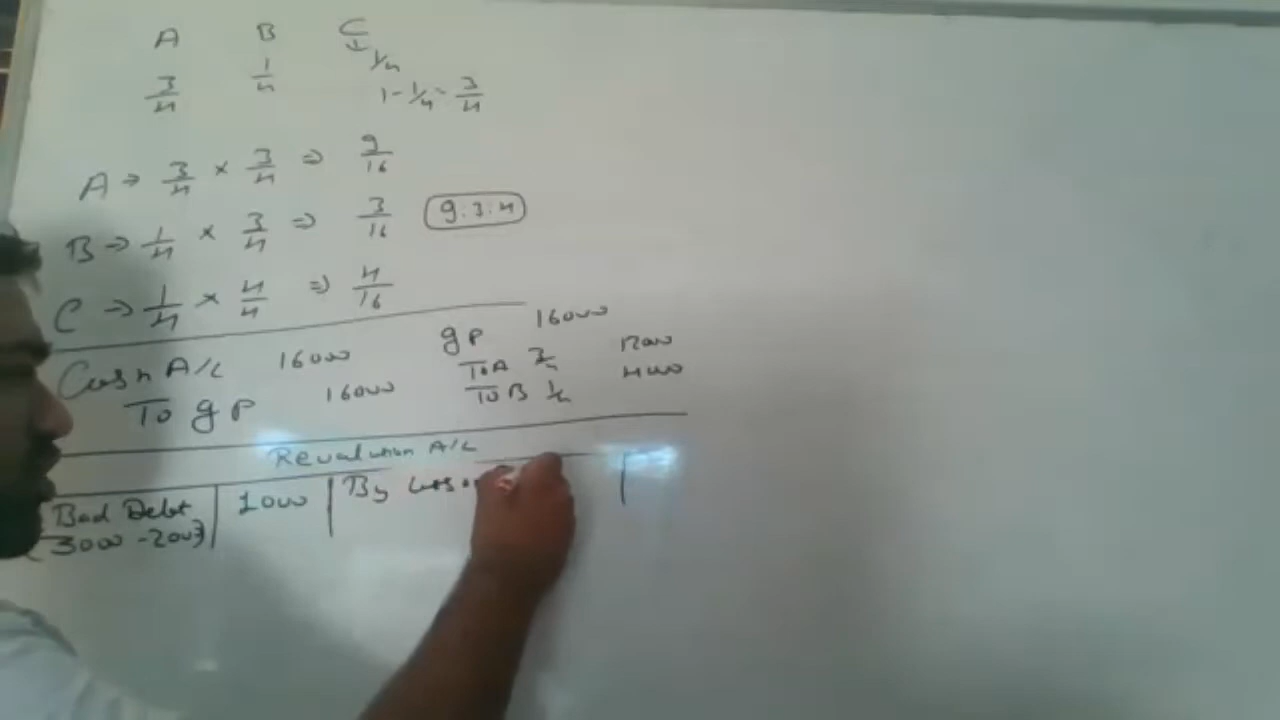 A B C
3/4 1/4 ↓ 1/4
1 - 1/4 = 3/4
A → 3/4 × 3/4 ⇒ 9/16
B → 1/4 × 3/4 ⇒ 3/16 9.3.4
C → 1/4 × 4/4 ⇒ 4/16
Cash A/c 16000
To gp 16000
gp 16000
To A 3/4 12000
To B 1/4 4000
Revalution A/c
Bad Debt 1000 By
(3000 - 2000)